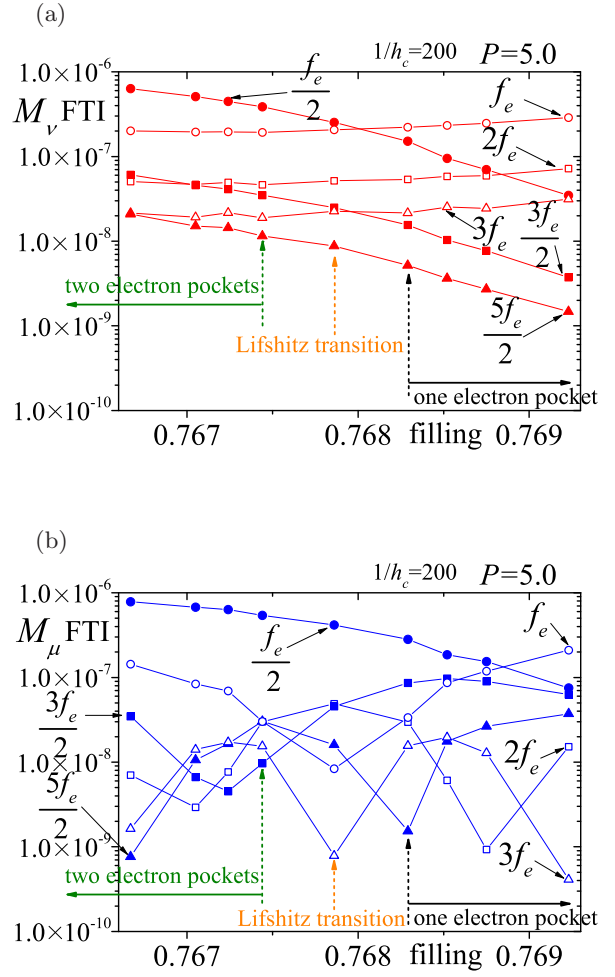 (a)
1/h_c=200 P=5.0
1.0×10^-6
M_ν FTI
f_e/2
f_e
1.0×10^-7
2f_e
3f_e
3f_e/2
1.0×10^-8
two electron pockets
5f_e/2
Lifshitz transition
1.0×10^-9
one electron pocket
1.0×10^-10
0.767 0.768 filling 0.769
(b)
1/h_c=200 P=5.0
1.0×10^-6
M_μ FTI
f_e/2
f_e
1.0×10^-7
3f_e/2
2f_e
1.0×10^-8
5f_e/2
1.0×10^-9
3f_e
two electron pockets
Lifshitz transition
one electron pocket
1.0×10^-10
0.767 0.768 filling 0.769